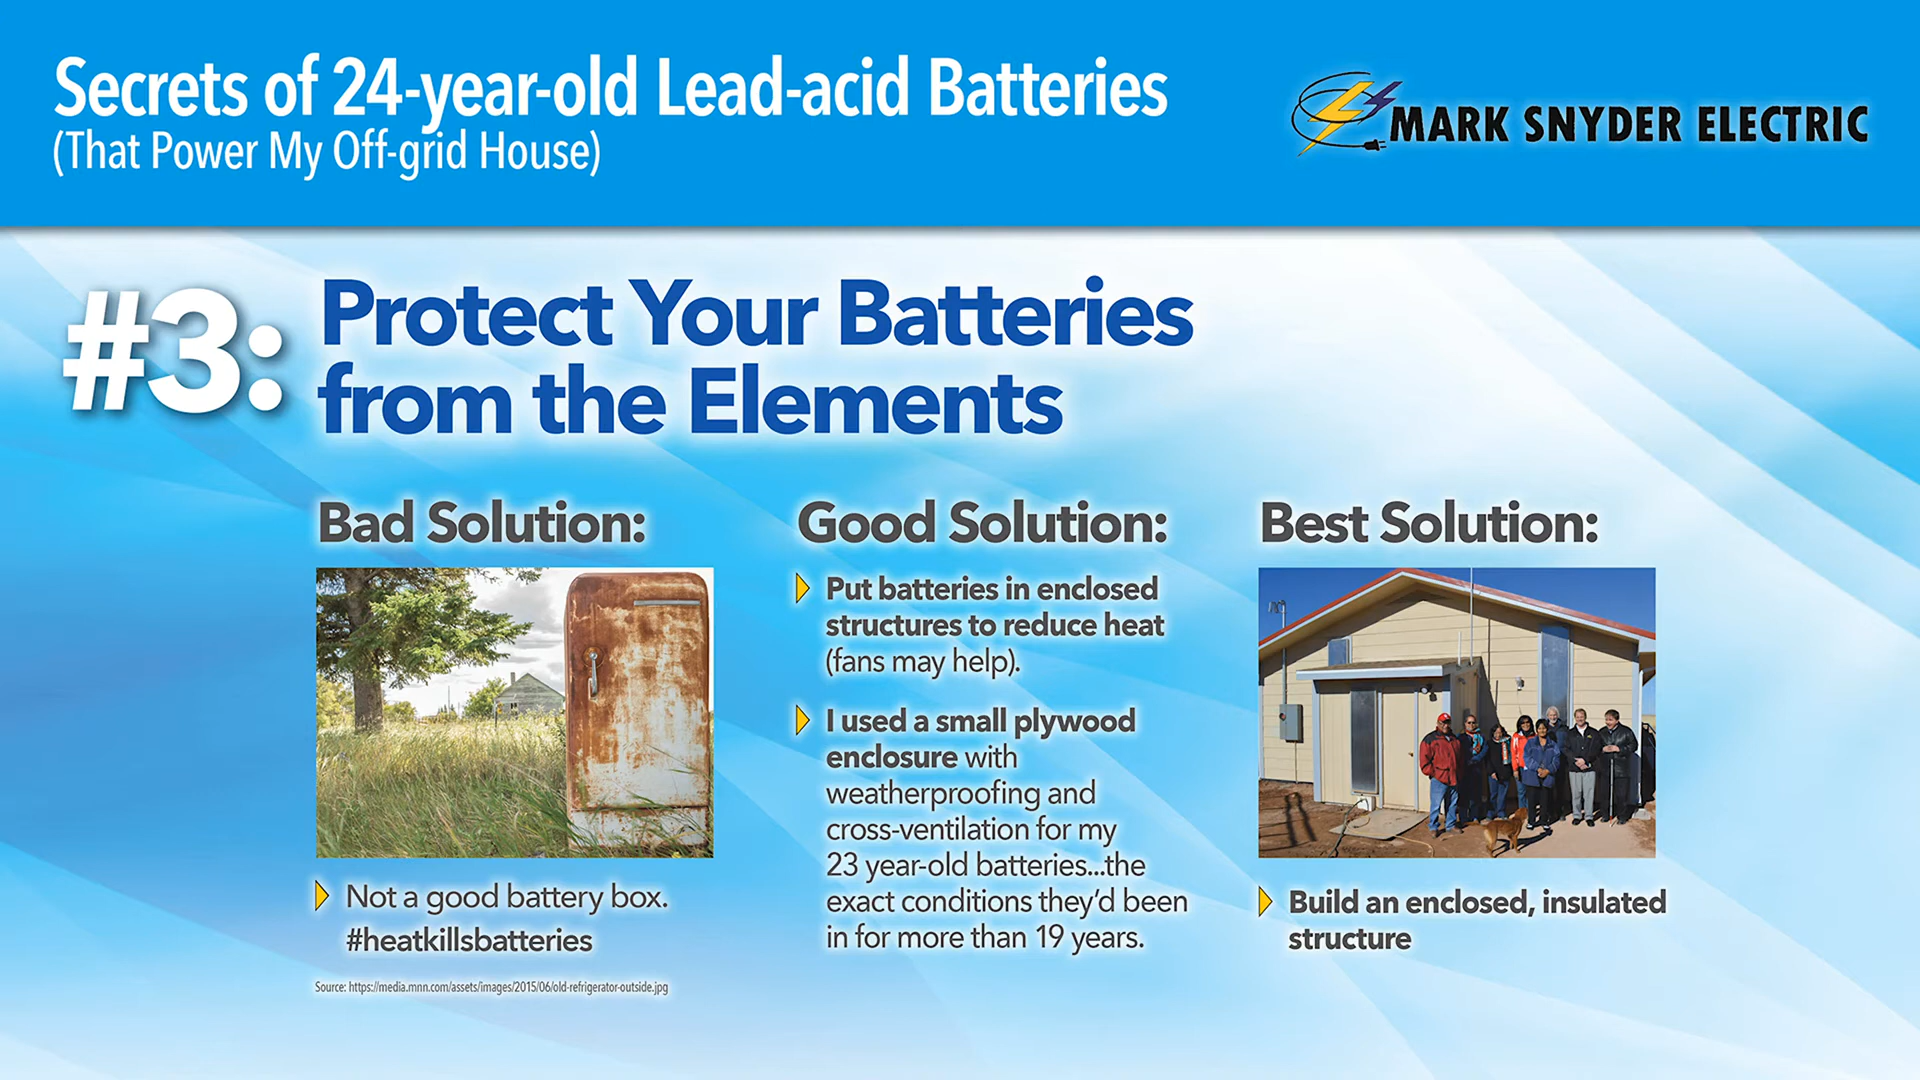 Secrets of 24-year-old Lead-acid Batteries
(That Power My Off-grid House)
MARK SNYDER ELECTRIC
#3:
Protect Your Batteries
from the Elements
Bad Solution:
Not a good battery box.
#heatkillsbatteries
Source: https://media.mnn.com/assets/images/2015/06/old-refrigerator-outside.jpg
Good Solution:
Put batteries in enclosed
structures to reduce heat
(fans may help).
I used a small plywood
enclosure with
weatherproofing and
cross-ventilation for my
23 year-old batteries...the
exact conditions they'd been
in for more than 19 years.
Best Solution:
Build an enclosed, insulated
structure